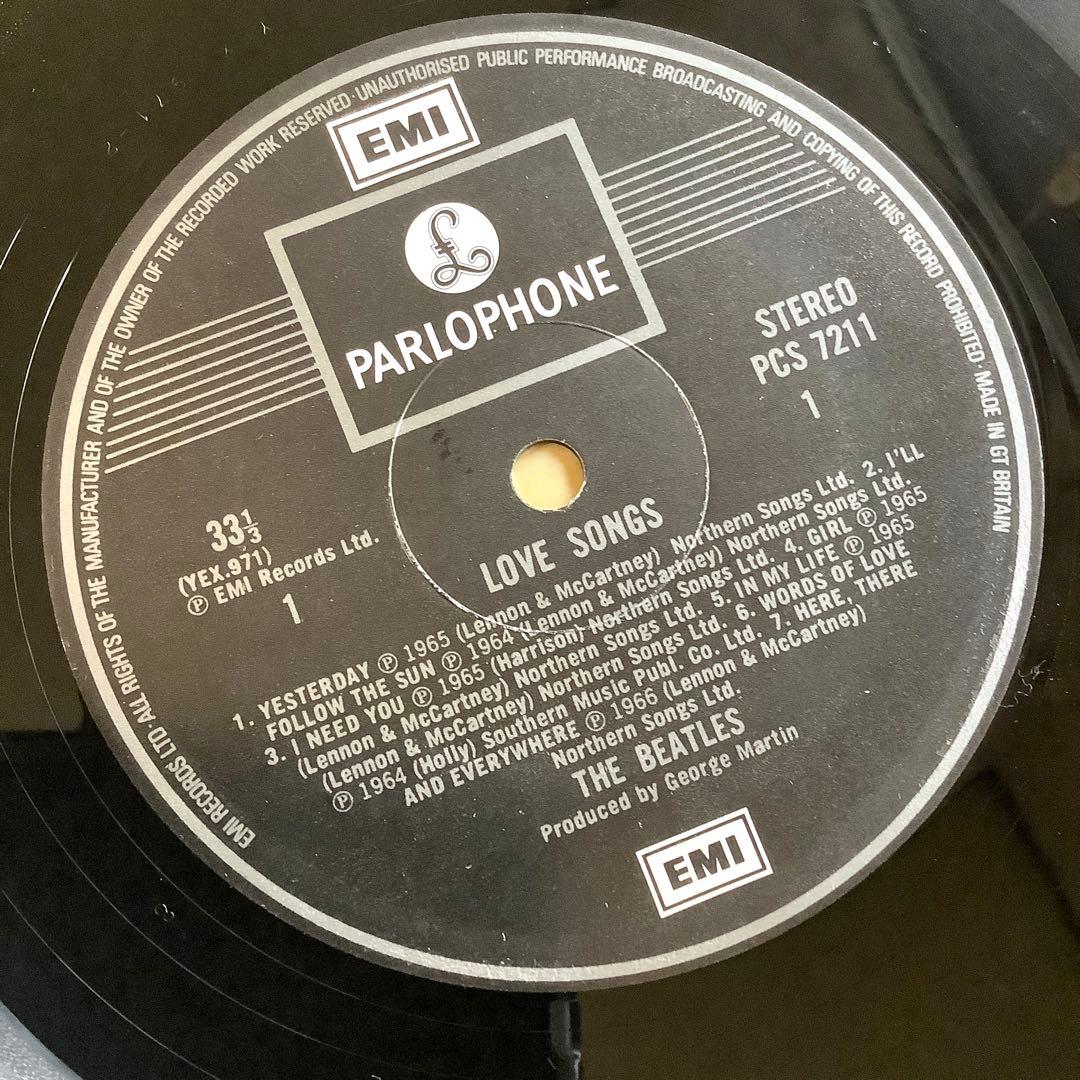 EMI RECORDS LTD·ALL RIGHTS OF THE MANUFACTURER AND OF THE OWNER OF THE RECORDED WORK RESERVED·UNAUTHORISED PUBLIC PERFORMANCE BROADCASTING AND COPYING OF THIS RECORD PROHIBITED·MADE IN GT BRITAIN
EMI
£
PARLOPHONE
STEREO
PCS 7211
1
33⅓
(YEX.971)
℗ EMI Records Ltd.
1
LOVE SONGS
1. YESTERDAY ℗ 1965 (Lennon & McCartney) Northern Songs Ltd. 2. I'LL
FOLLOW THE SUN ℗ 1964 (Lennon & McCartney) Northern Songs Ltd.
3. I NEED YOU ℗ 1965 (Harrison) Northern Songs Ltd. 4. GIRL ℗ 1965
(Lennon & McCartney) Northern Songs Ltd. 5. IN MY LIFE ℗ 1965
(Lennon & McCartney) Northern Songs Ltd. 6. WORDS OF LOVE
℗ 1964 (Holly) Southern Music Publ. Co. Ltd. 7. HERE, THERE
AND EVERYWHERE ℗ 1966 (Lennon & McCartney)
Northern Songs Ltd.
THE BEATLES
Produced by George Martin
EMI